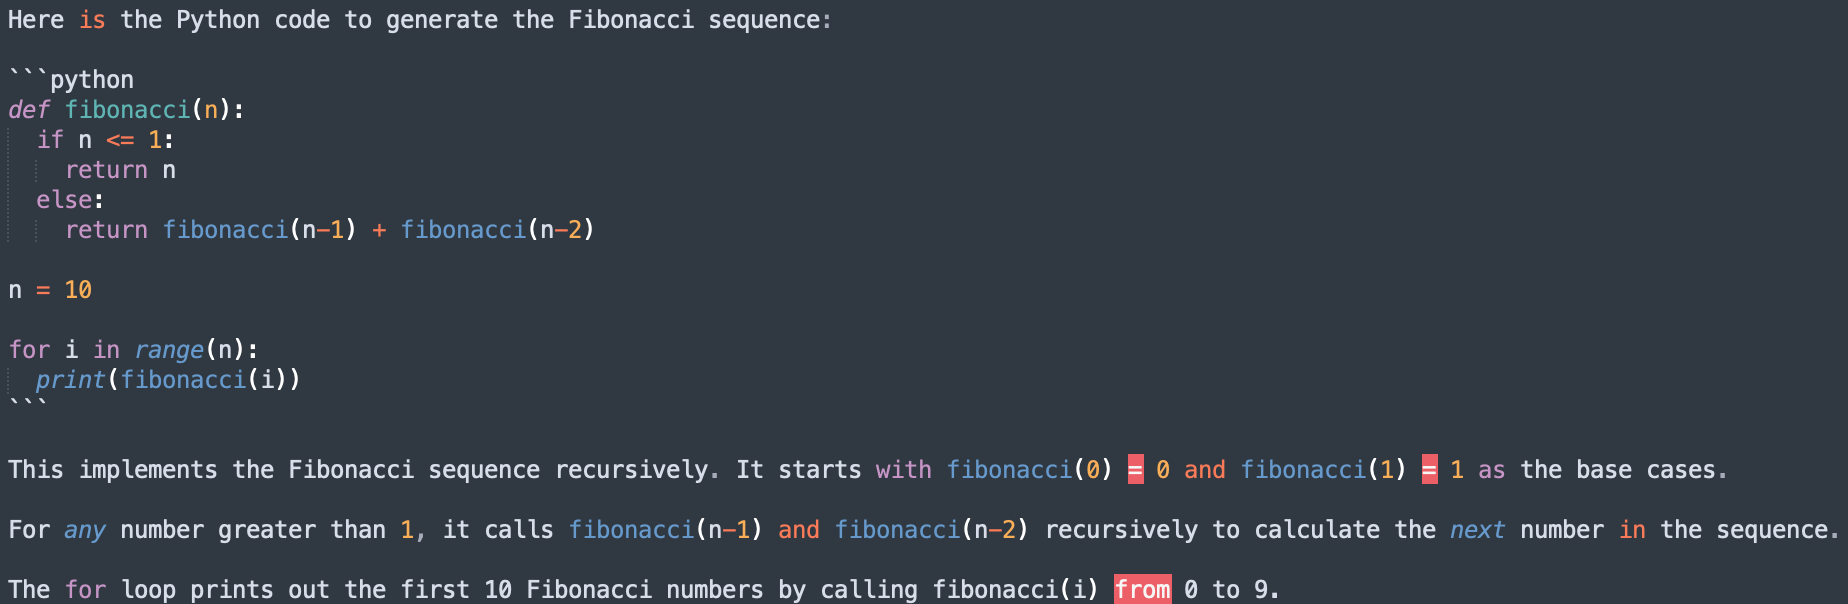 Here is the Python code to generate the Fibonacci sequence:
```python
def fibonacci(n):
  if n <= 1:
    return n
  else:
    return fibonacci(n-1) + fibonacci(n-2)
n = 10
for i in range(n):
  print(fibonacci(i))
```
This implements the Fibonacci sequence recursively. It starts with fibonacci(0) = 0 and fibonacci(1) = 1 as the base cases.
For any number greater than 1, it calls fibonacci(n-1) and fibonacci(n-2) recursively to calculate the next number in the sequence.
The for loop prints out the first 10 Fibonacci numbers by calling fibonacci(i) from 0 to 9.